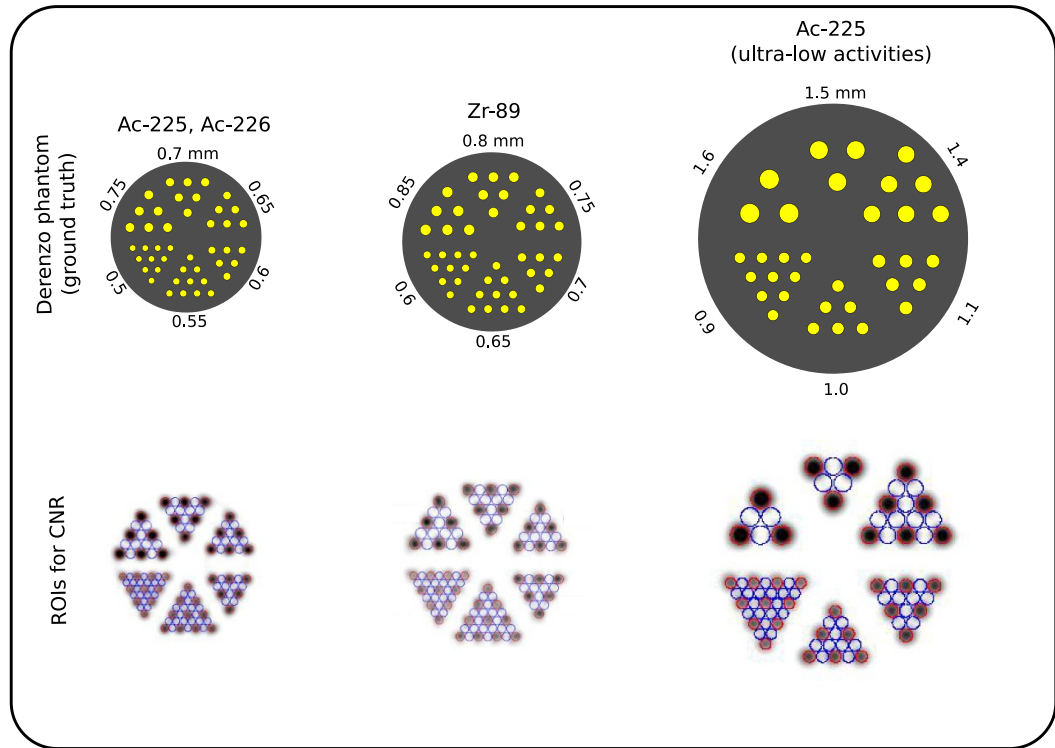 Ac-225
(ultra-low activities)
1.5 mm
1.6
1.4
0.9
1.1
1.0
Zr-89
0.8 mm
0.85
0.75
0.6
0.7
0.65
Ac-225, Ac-226
0.7 mm
0.75
0.65
0.5
0.6
0.55
Derenzo phantom
(ground truth)
ROIs for CNR